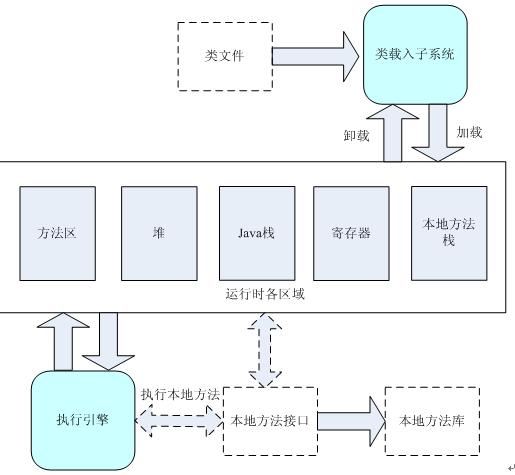 类文件
类载入子系统
卸载
加载
方法区
堆
Java栈
寄存器
本地方法
栈
运行时各区域
执行引擎
执行本地方法
本地方法接口
本地方法库